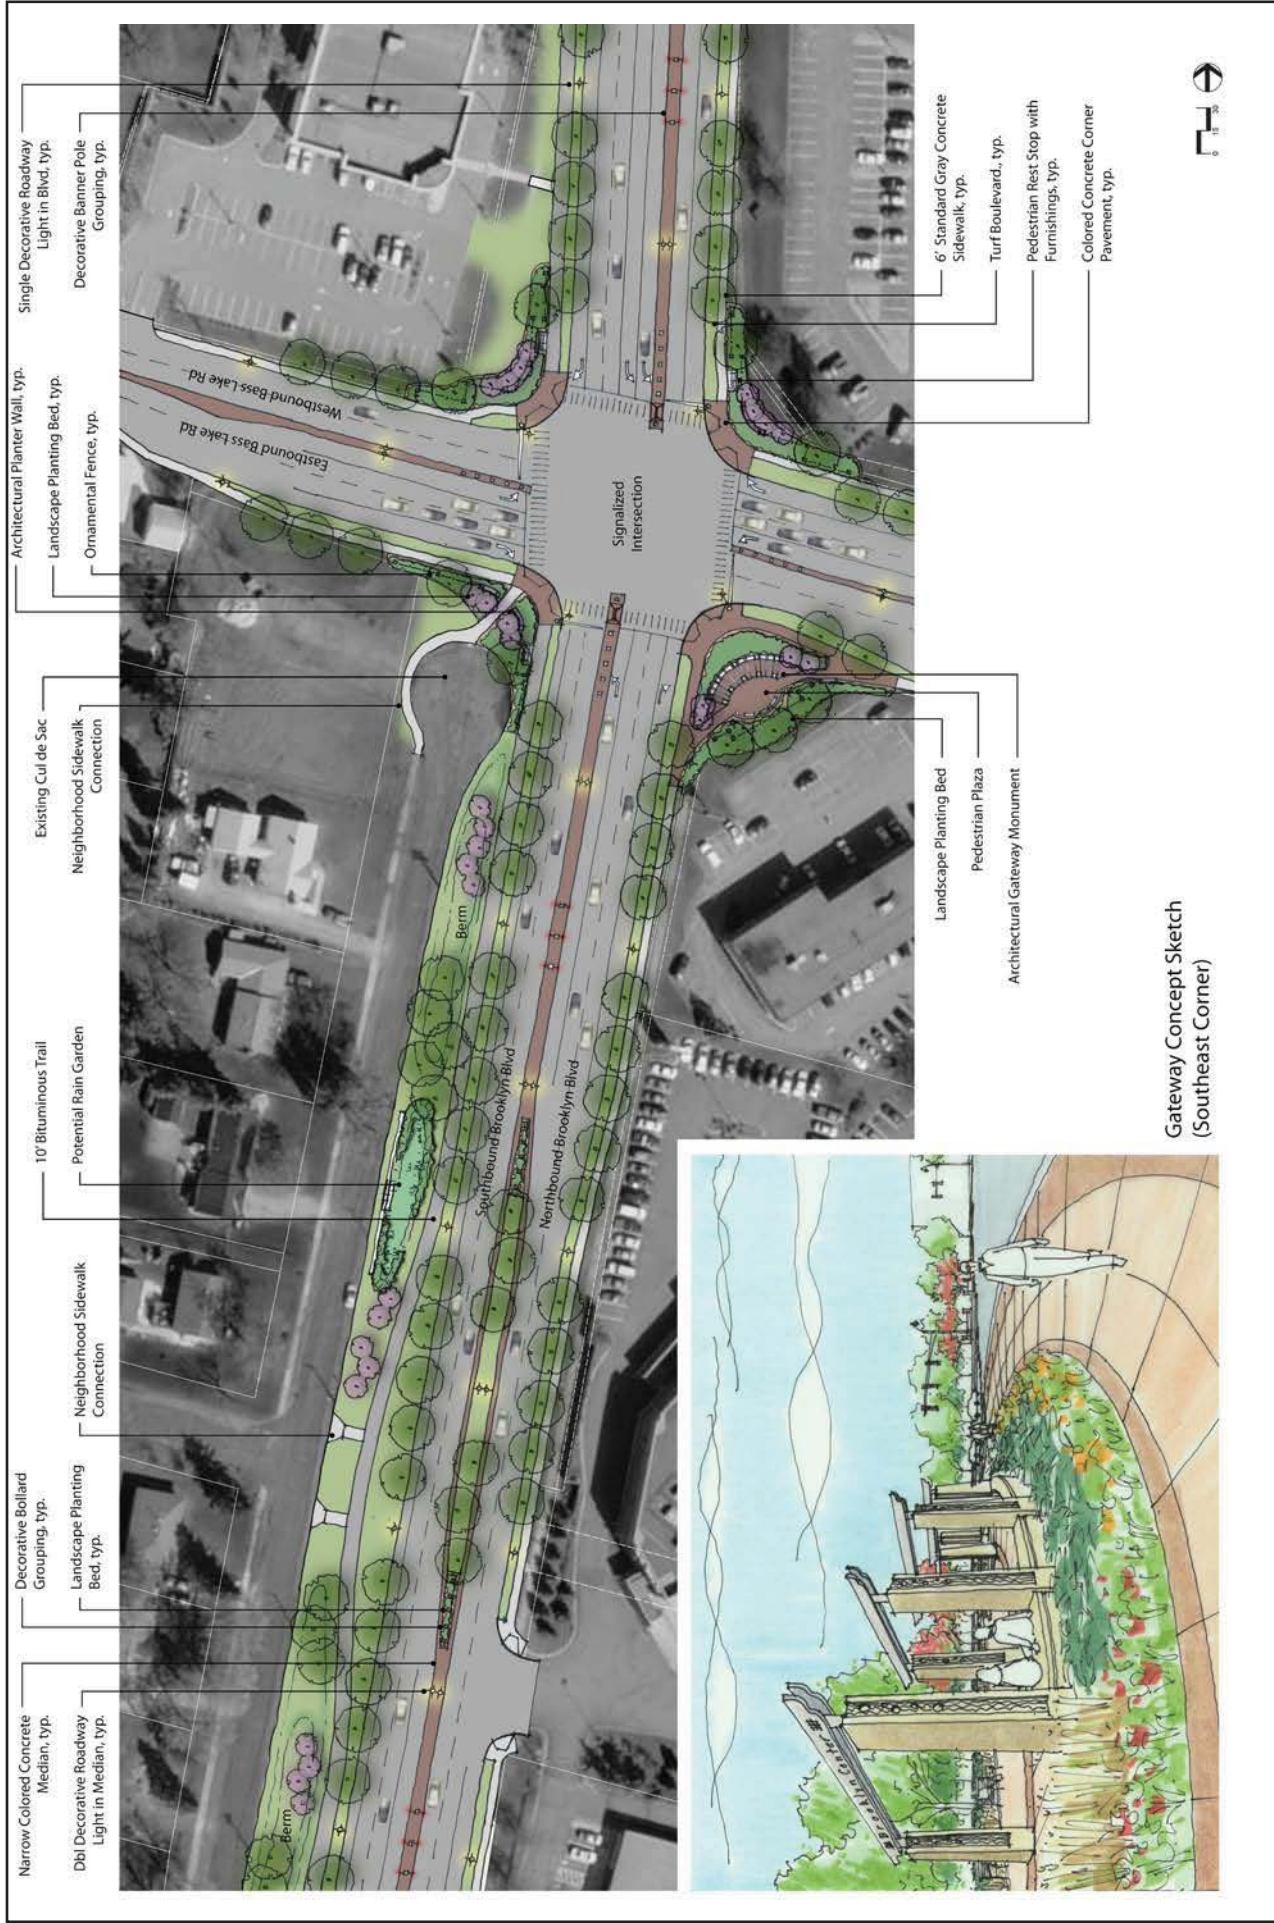 Narrow Colored Concrete
Median, typ.
Dbl Decorative Roadway
Light in Median, typ.
Decorative Bollard
Grouping, typ.
Landscape Planting
Bed, typ.
Neighborhood Sidewalk
Connection
10' Bituminous Trail
Potential Rain Garden
Existing Cul de Sac
Neighborhood Sidewalk
Connection
Architectural Planter Wall, typ.
Landscape Planting Bed, typ.
Ornamental Fence, typ.
Single Decorative Roadway
Light in Blvd, typ.
Decorative Banner Pole
Grouping, typ.
Berm
Berm
Southbound Brooklyn Blvd
Northbound Brooklyn Blvd
Eastbound Bass Lake Rd
Westbound Bass Lake Rd
Signalized
Intersection
Landscape Planting Bed
Pedestrian Plaza
Architectural Gateway Monument
6' Standard Gray Concrete
Sidewalk, typ.
Turf Boulevard., typ.
Pedestrian Rest Stop with
Furnishings, typ.
Colored Concrete Corner
Pavement, typ.
0 15 30
Brooklyn Center
Gateway Concept Sketch
(Southeast Corner)